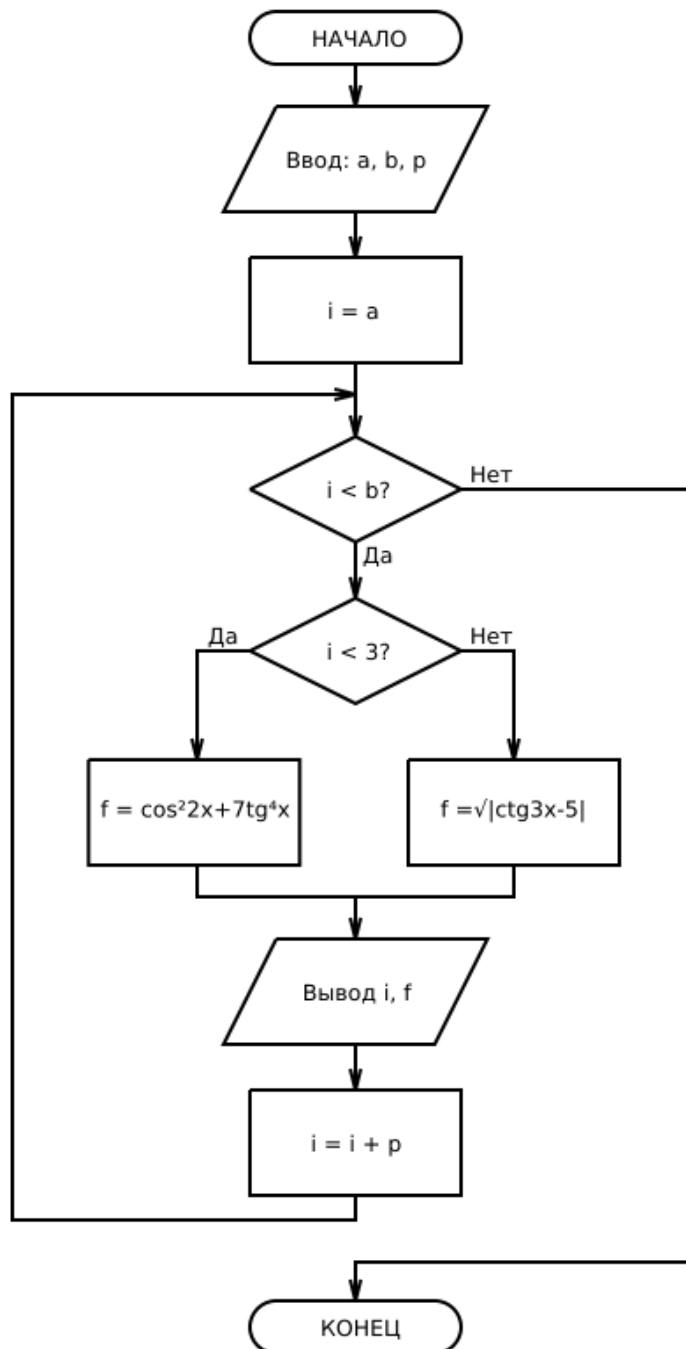 НАЧАЛО
Ввод: a, b, p
i = a
i < b?
Нет
Да
i < 3?
Да
Нет
f = cos²2x+7tg⁴x
f =√|ctg3x-5|
Вывод i, f
i = i + p
КОНЕЦ